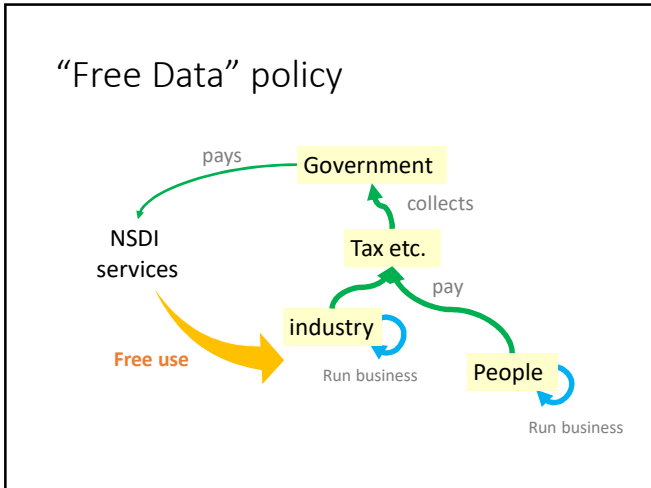 “Free Data” policy
pays
Government
collects
NSDI
services
Tax etc.
pay
industry
Free use
Run business
People
Run business